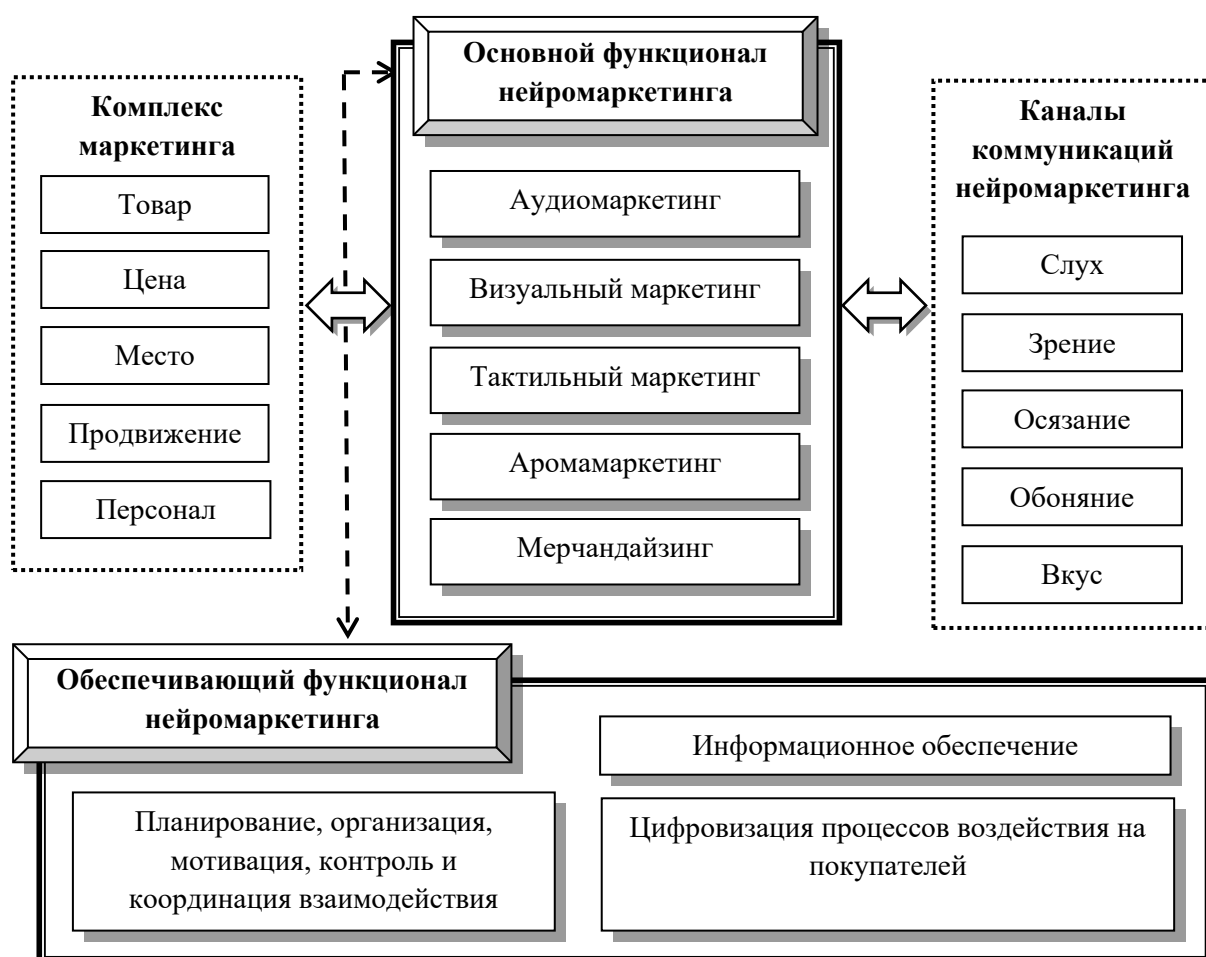 Комплекс
маркетинга
Товар
Цена
Место
Продвижение
Персонал
Основной функционал
нейромаркетинга
Аудиомаркетинг
Визуальный маркетинг
Тактильный маркетинг
Аромамаркетинг
Мерчандайзинг
Каналы
коммуникаций
нейромаркетинга
Слух
Зрение
Осязание
Обоняние
Вкус
Обеспечивающий функционал
нейромаркетинга
Планирование, организация,
мотивация, контроль и
координация взаимодействия
Информационное обеспечение
Цифровизация процессов воздействия на
покупателей